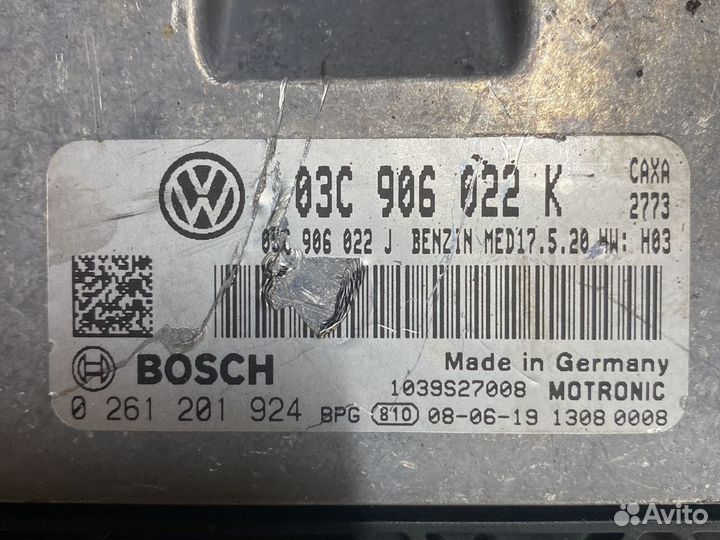 03C 906 022 K CAXA
2773
03C 906 022 J BENZIN MED17.5.20 HW: H03
BOSCH Made in Germany
1039S27008 MOTRONIC
0 261 201 924 BPG 810 08-06-19 1308 0008
Avito